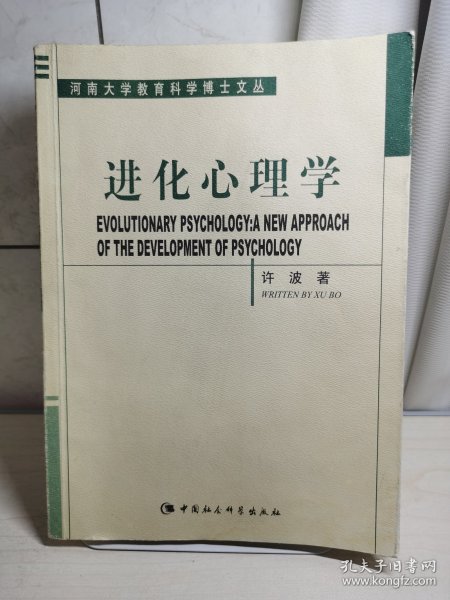 河南大学教育科学博士文丛
进化心理学
EVOLUTIONARY PSYCHOLOGY:A NEW APPROACH
OF THE DEVELOPMENT OF PSYCHOLOGY
许 波 著
WRITTEN BY XU BO
中国社会科学出版社
孔夫子旧书网
www.kongfz.com